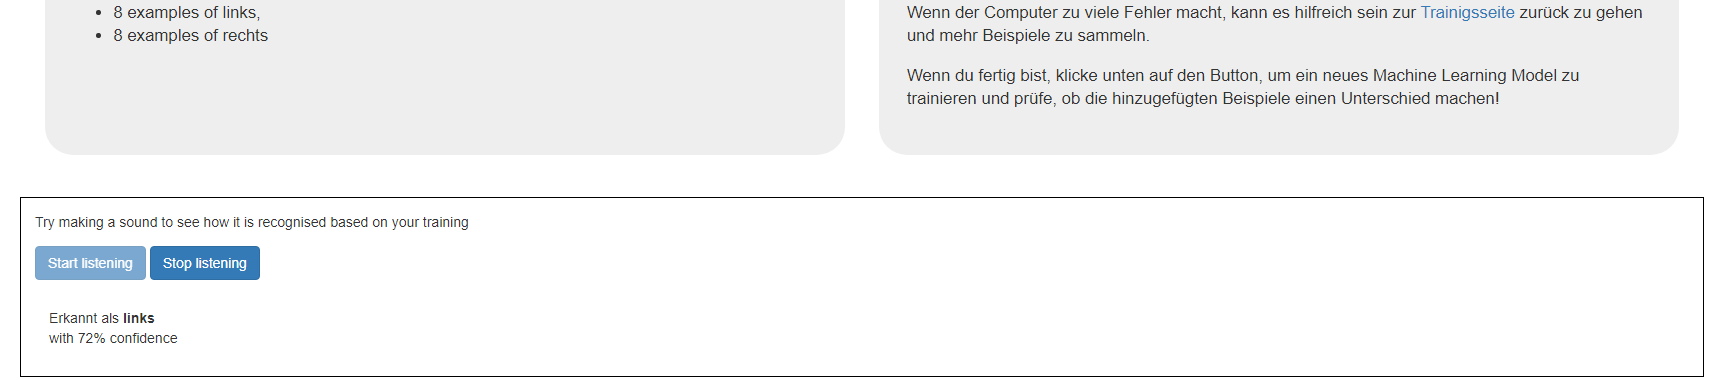 8 examples of links,
8 examples of rechts
Wenn der Computer zu viele Fehler macht, kann es hilfreich sein zur Trainigsseite zurück zu gehen
und mehr Beispiele zu sammeln.
Wenn du fertig bist, klicke unten auf den Button, um ein neues Machine Learning Model zu
trainieren und prüfe, ob die hinzugefügten Beispiele einen Unterschied machen!
Try making a sound to see how it is recognised based on your training
Start listening Stop listening
Erkannt als links
with 72% confidence